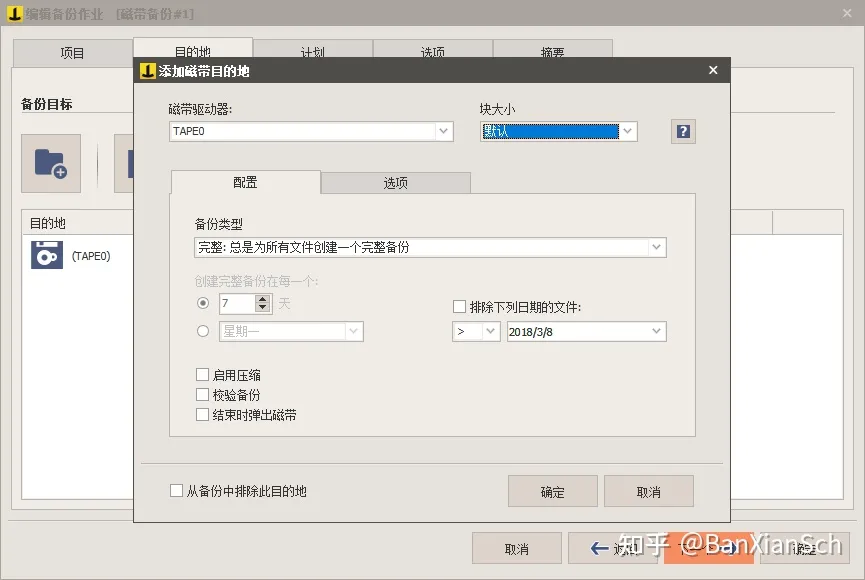 编辑备份作业 [磁带备份#1]
项目
目的地
计划
选项
摘要
备份目标
目的地
(TAPE0)
添加磁带目的地
磁带驱动器:
块大小
TAPE0
默认
?
配置
选项
备份类型
完整: 总是为所有文件创建一个完整备份
创建完整备份在每一个:
7
天
星期一
排除下列日期的文件:
>
2018/3/8
启用压缩
校验备份
结束时弹出磁带
从备份中排除此目的地
确定
取消
取消
知乎 @BanXianSch